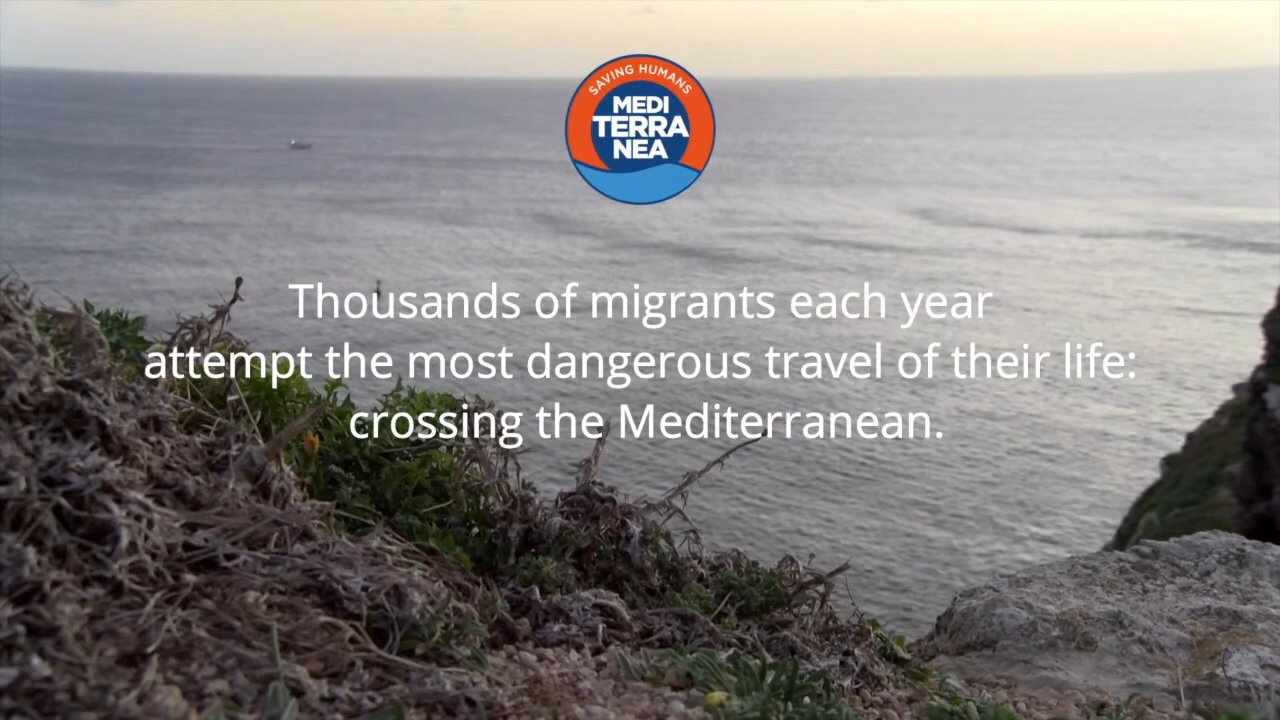 SAVING HUMANS
MEDI
TERRA
NEA
Thousands of migrants each year
attempt the most dangerous travel of their life:
crossing the Mediterranean.